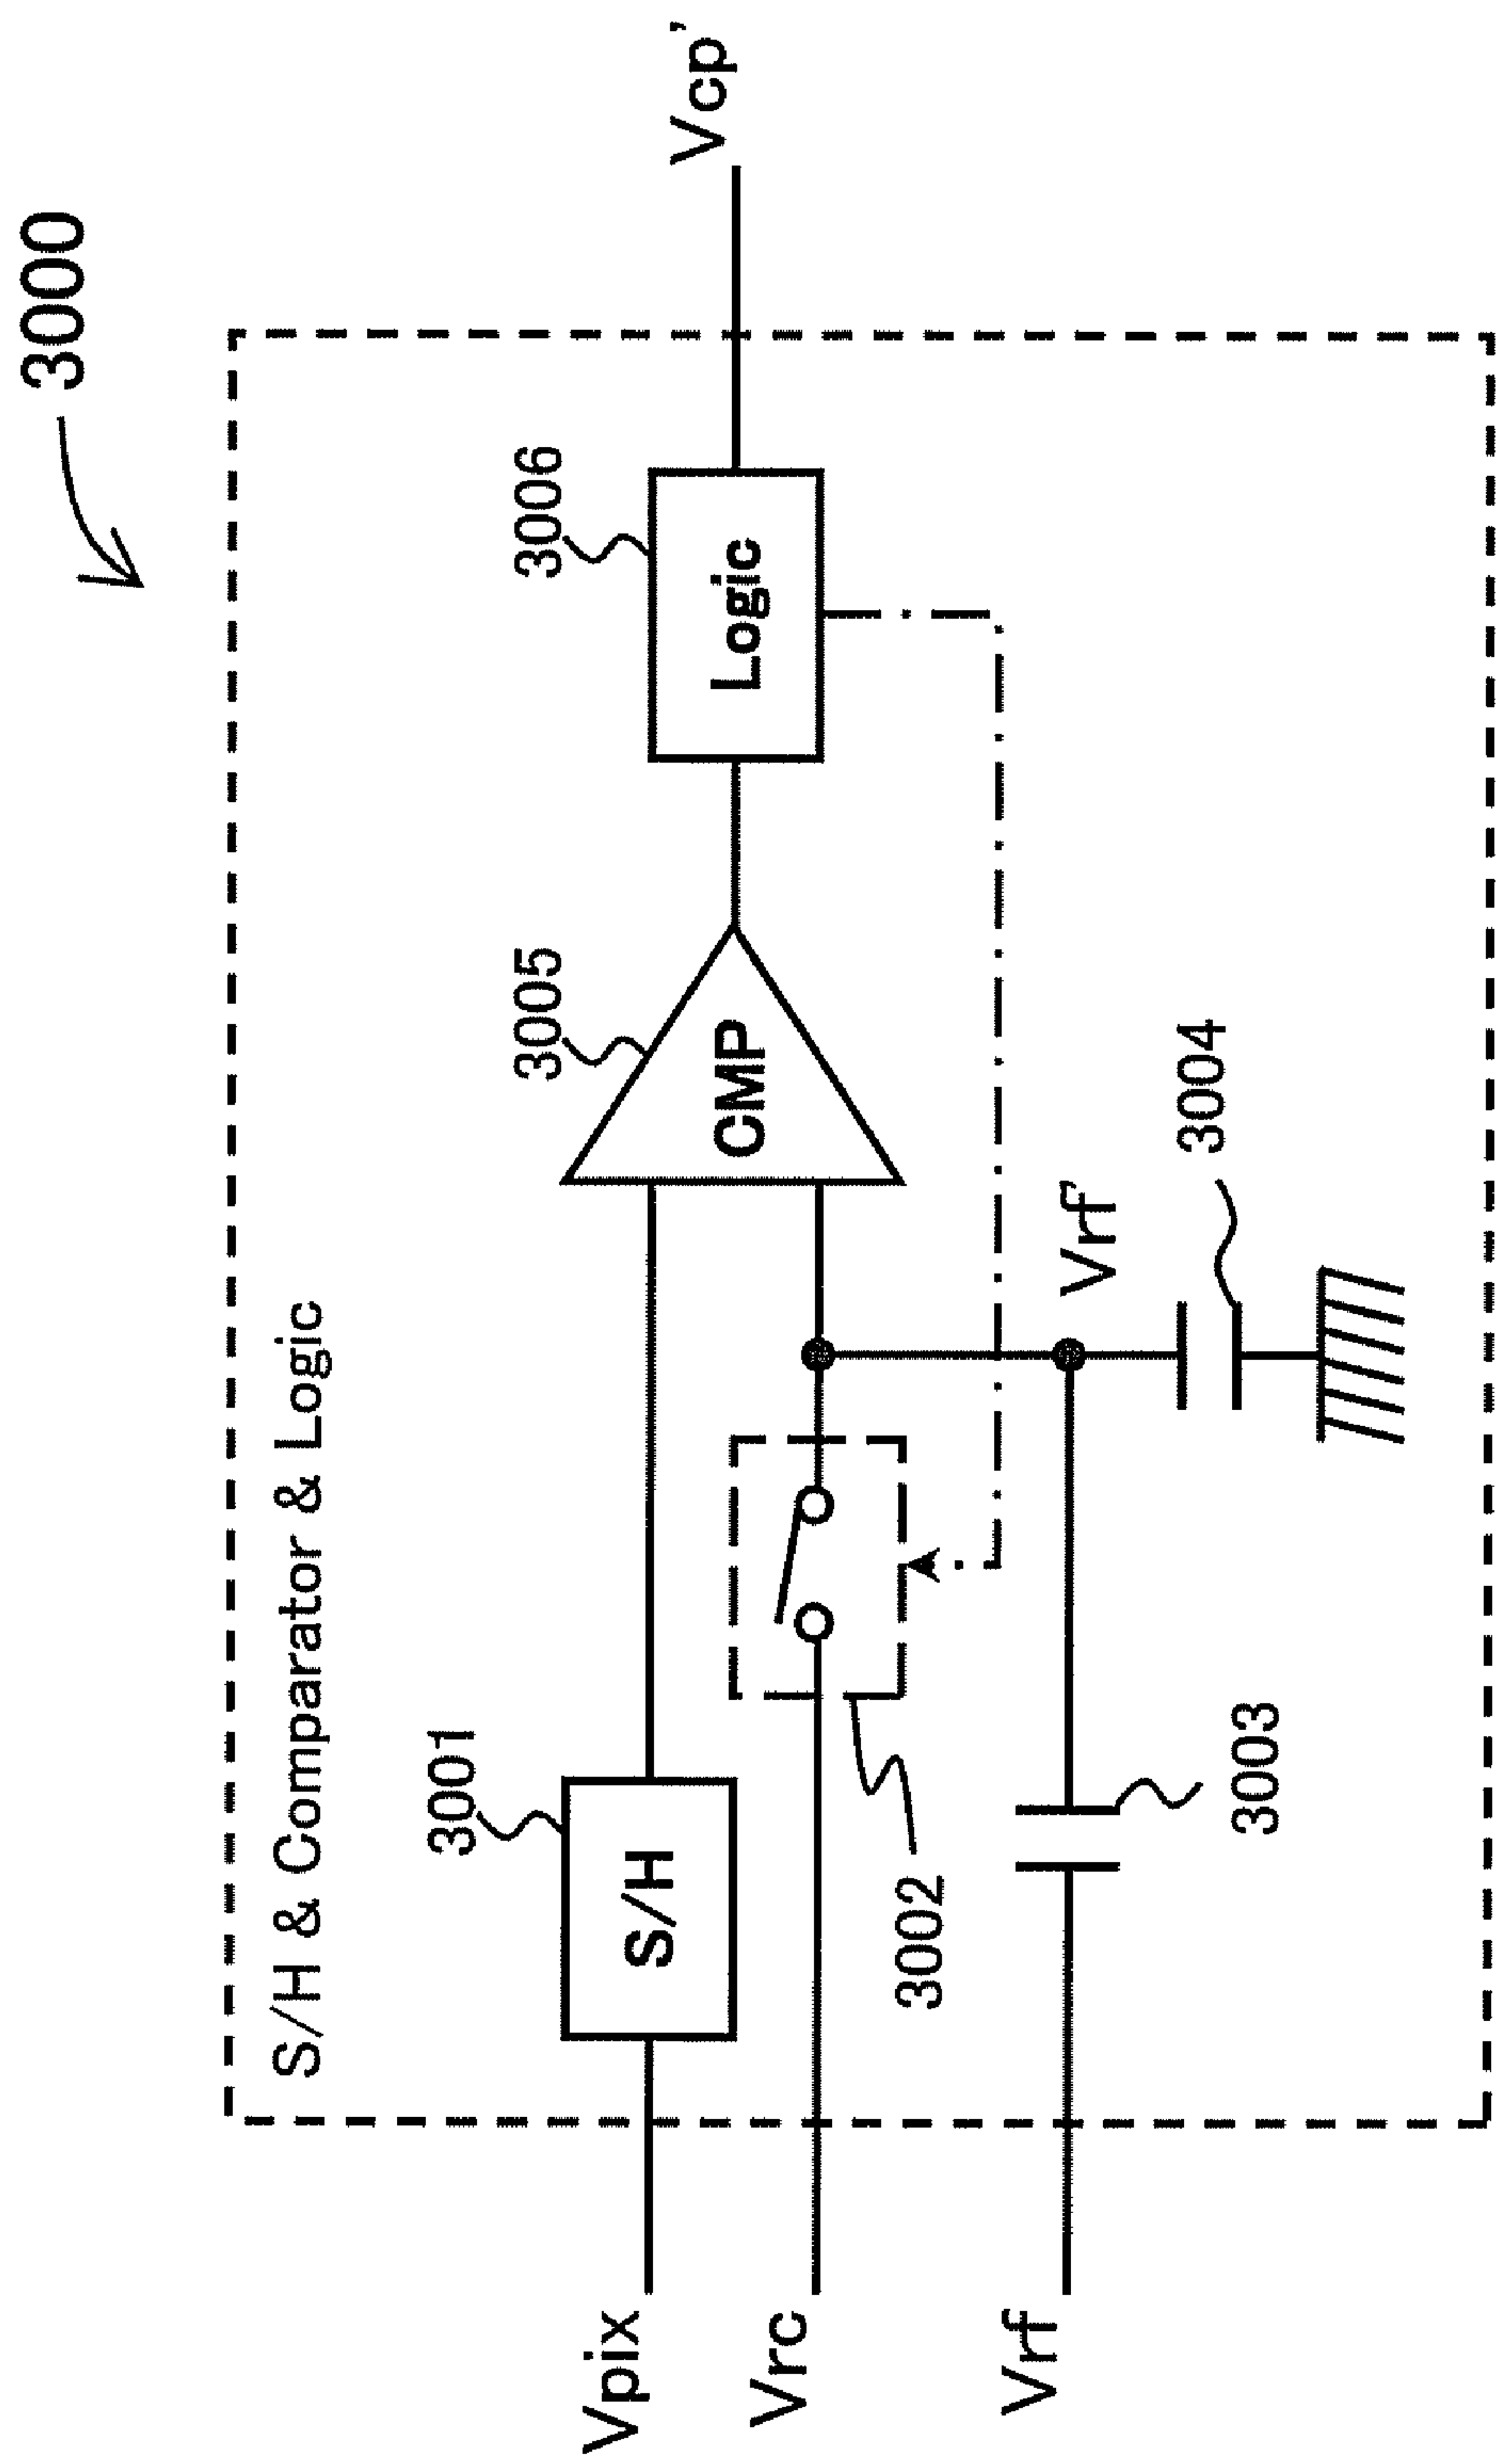 3000
S/H & Comparator & Logic
3001
S/H
3005
CMP
3006
Logic
Vpix
Vrc
Vrf
Vcp'
3002
3003
Vrf'
3004